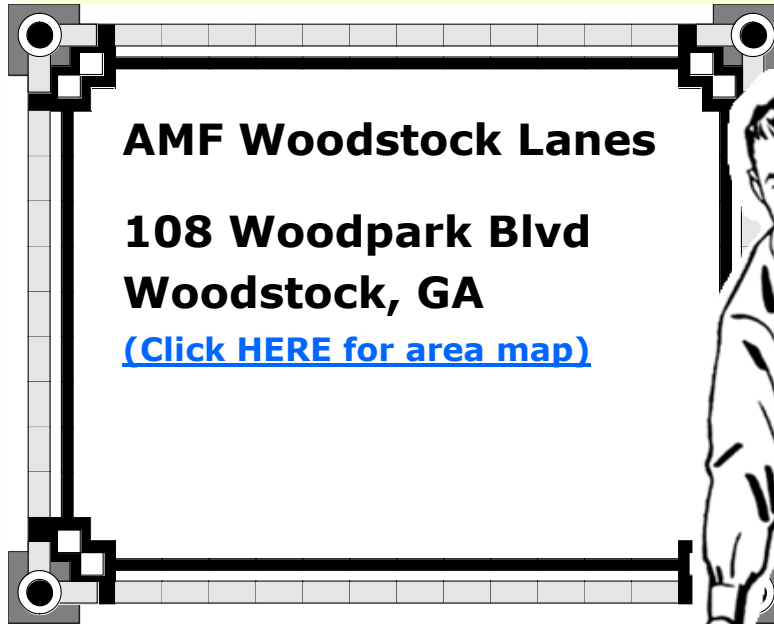 AMF Woodstock Lanes
108 Woodpark Blvd
Woodstock, GA
(Click HERE for area map)